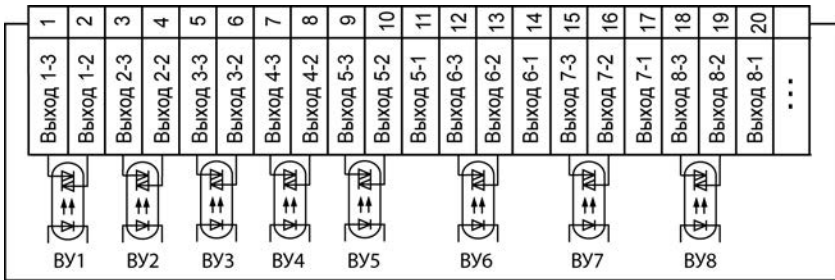 1 2 3 4 5 6 7 8 9 10 11 12 13 14 15 16 17 18 19 20
Выход 1-3
Выход 1-2
Выход 2-3
Выход 2-2
Выход 3-3
Выход 3-2
Выход 4-3
Выход 4-2
Выход 5-3
Выход 5-2
Выход 5-1
Выход 6-3
Выход 6-2
Выход 6-1
Выход 7-3
Выход 7-2
Выход 7-1
Выход 8-3
Выход 8-2
Выход 8-1
...
ВУ1 ВУ2 ВУ3 ВУ4 ВУ5 ВУ6 ВУ7 ВУ8